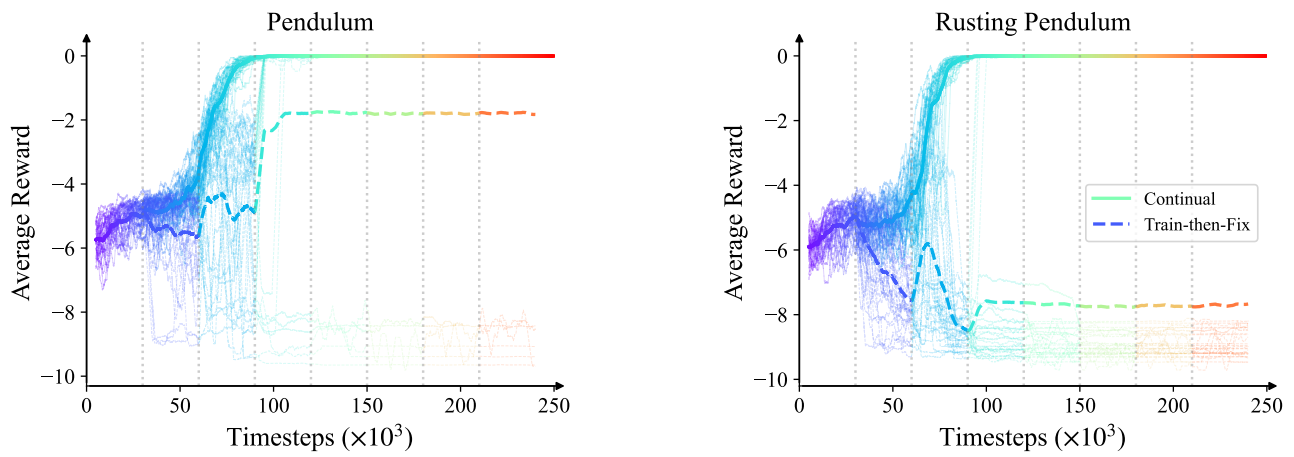 Pendulum
Average Reward
0
−2
−4
−6
−8
−10
0 50 100 150 200 250
Timesteps (×10³)
Rusting Pendulum
Average Reward
0
−2
−4
−6
−8
−10
Continual
Train-then-Fix
0 50 100 150 200 250
Timesteps (×10³)